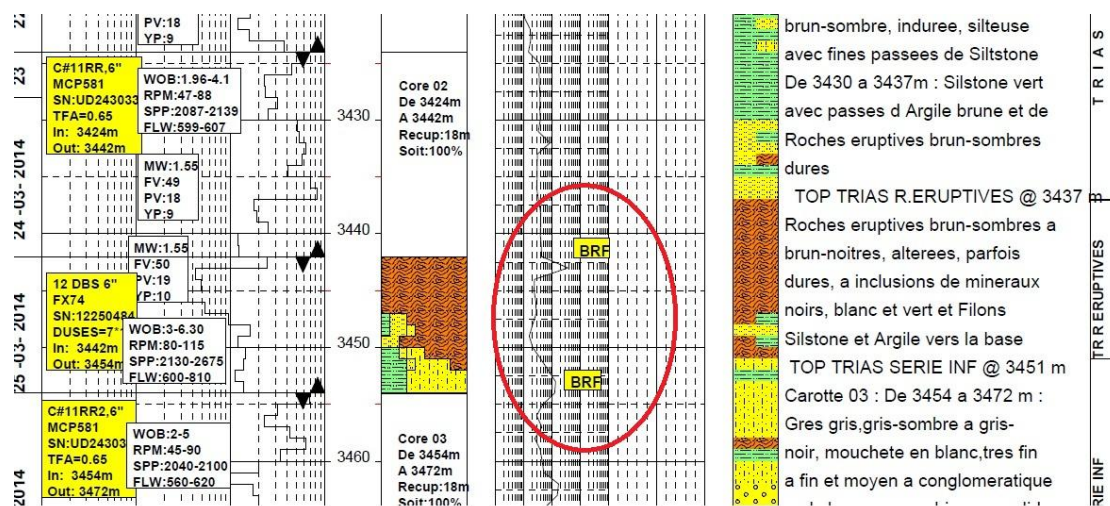 PV:18
YP:9
23
C#11RR,6"
MCP581
SN:UD243033
TFA=0.65
In: 3424m
Out: 3442m
WOB:1.96-4.1
RPM:47-88
SPP:2087-2139
FLW:599-607
MW:1.55
FV:49
PV:18
YP:9
24 -03- 2014
MW:1.55
FV:50
PV:19
YP:10
12 DBS 6"
FX74
SN:12250484
DUSES=7**
In: 3442m
Out: 3454m
WOB:3-6.30
RPM:80-115
SPP:2130-2675
FLW:600-810
25 -03- 2014
C#11RR2,6"
MCP581
SN:UD24303
TFA=0.65
In: 3454m
Out: 3472m
WOB:2-5
RPM:45-90
SPP:2040-2100
FLW:560-620
2014
3430
3440
3450
3460
Core 02
De 3424m
A 3442m
Recup:18m
Soit:100%
Core 03
De 3454m
A 3472m
Recup:18m
Soit:100%
BRF
BRF
brun-sombre, induree, silteuse
avec fines passees de Siltstone
De 3430 a 3437m : Silstone vert
avec passes d Argile brune et de
Roches eruptives brun-sombres
dures
TOP TRIAS R.ERUPTIVES @ 3437 m
Roches eruptives brun-sombres a
brun-noitres, alterees, parfois
dures, a inclusions de mineraux
noirs, blanc et vert et Filons
Silstone et Argile vers la base
TOP TRIAS SERIE INF @ 3451 m
Carotte 03 : De 3454 a 3472 m :
Gres gris,gris-sombre a gris-
noir, mouchete en blanc,tres fin
a fin et moyen a conglomeratique
T R I A S
T R R ERUPTIVES
RIE INF